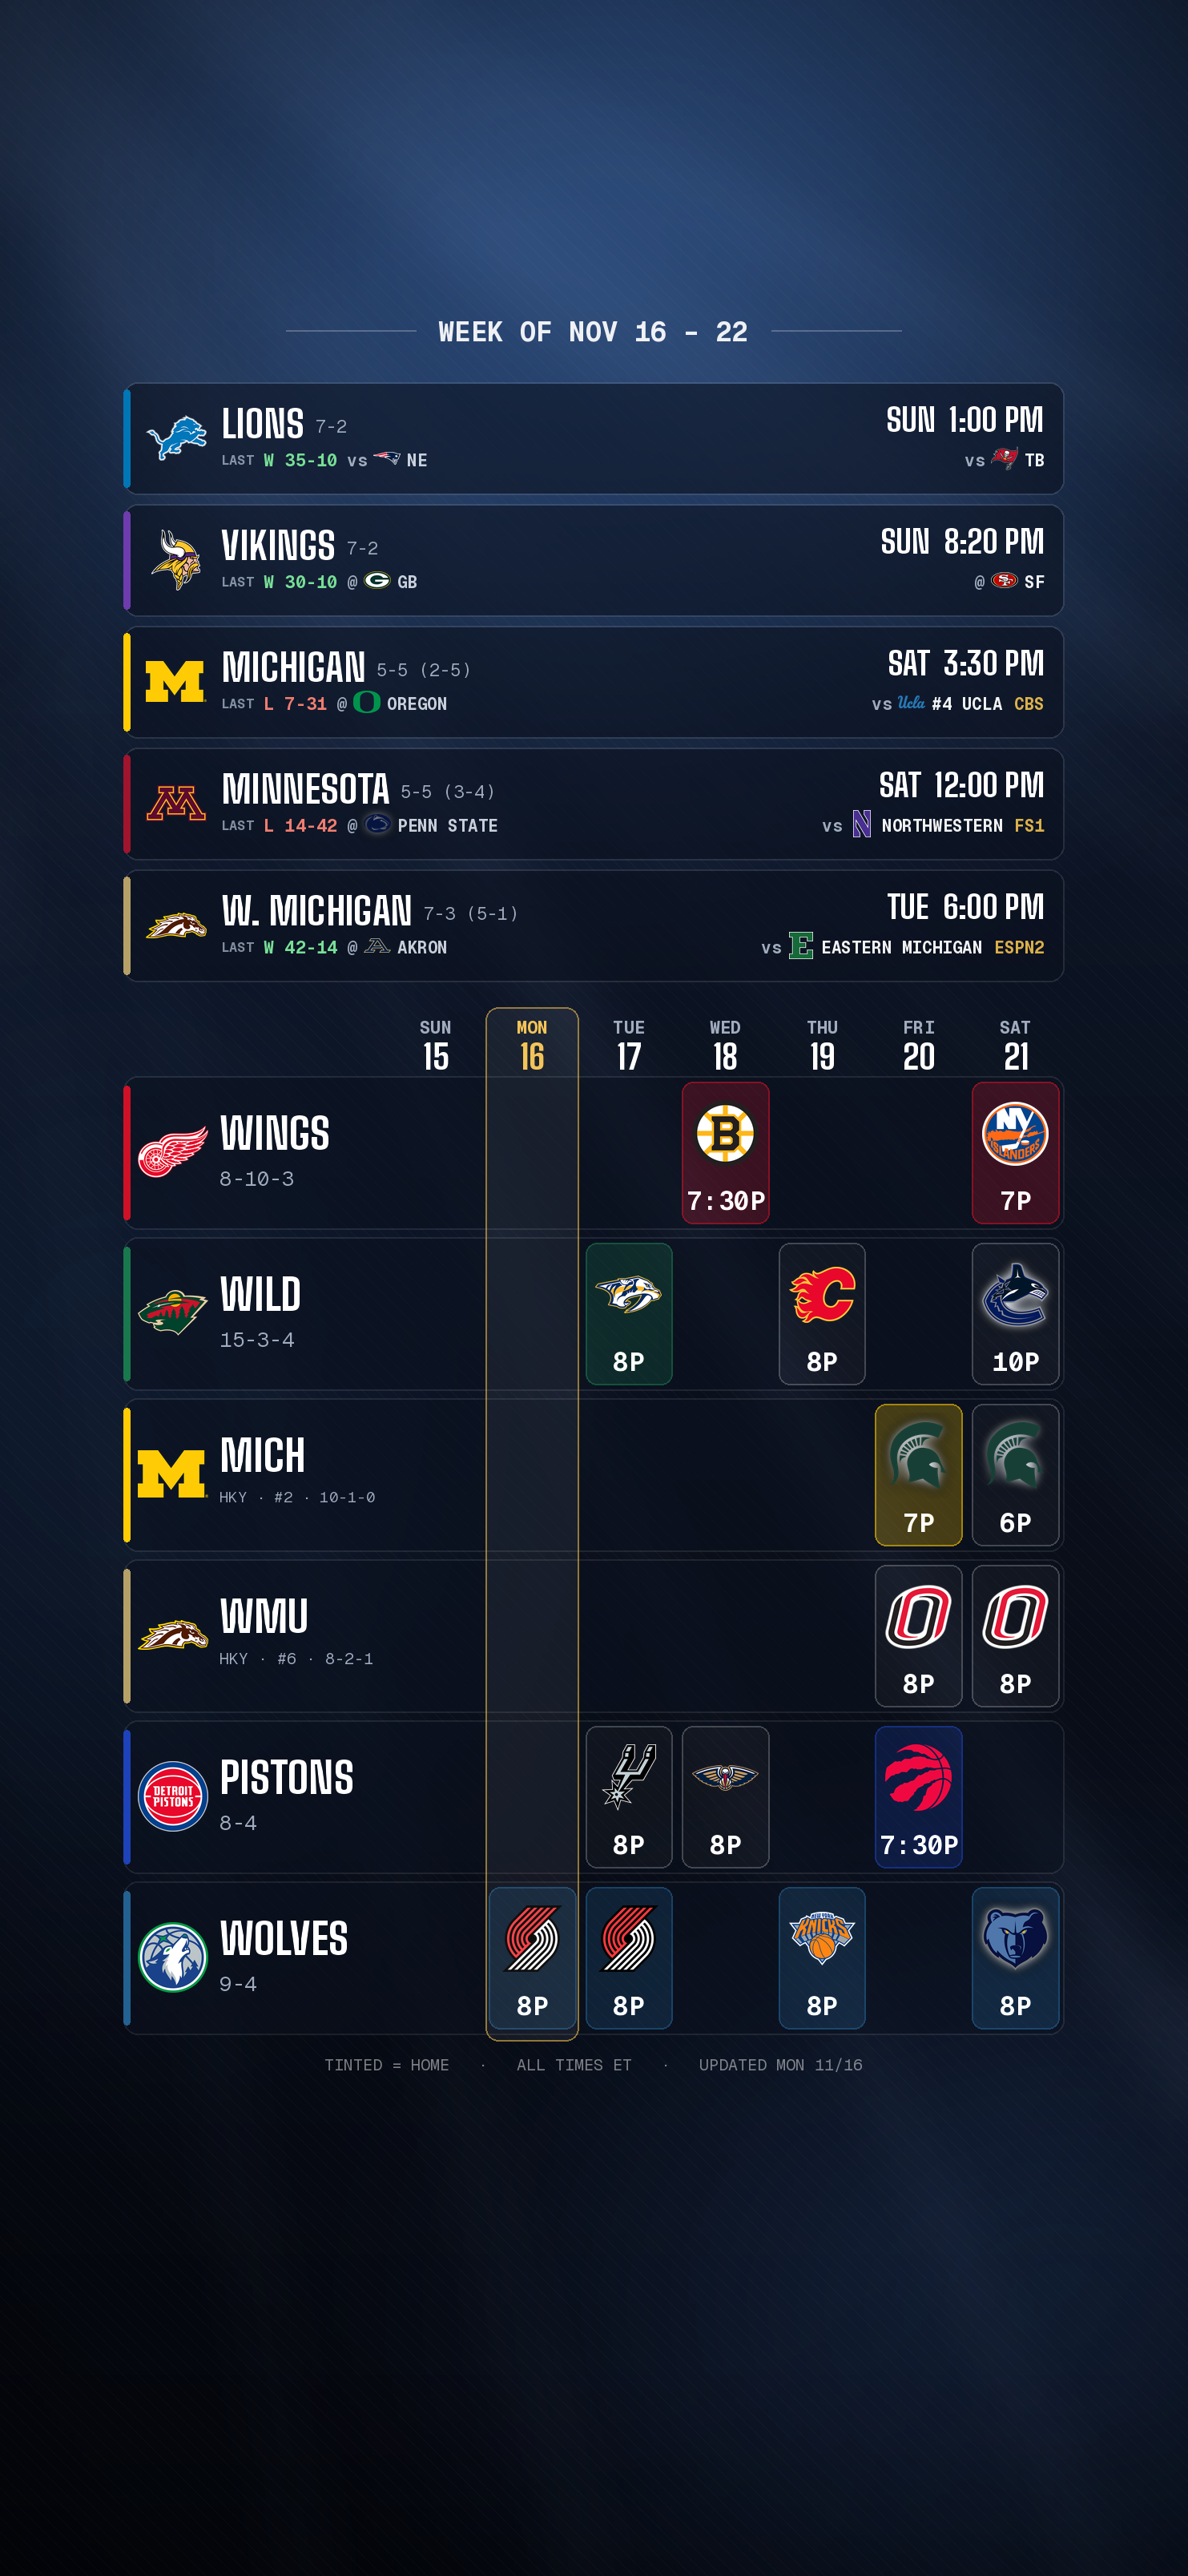 WEEK OF NOV 16 – 22
LIONS 7-2
SUN 1:00 PM
LAST W 35-10 vs NE
vs TB
VIKINGS 7-2
SUN 8:20 PM
LAST W 30-10 @ GB
@ SF
MICHIGAN 5-5 (2-5)
SAT 3:30 PM
LAST L 7-31 @ OREGON
vs Ucla #4 UCLA CBS
MINNESOTA 5-5 (3-4)
SAT 12:00 PM
LAST L 14-42 @ PENN STATE
vs NORTHWESTERN FS1
W. MICHIGAN 7-3 (5-1)
TUE 6:00 PM
LAST W 42-14 @ AKRON
vs EASTERN MICHIGAN ESPN2
SUN MON TUE WED THU FRI SAT
15 16 17 18 19 20 21
WINGS
8-10-3
B
NY ISLANDERS
7:30P 7P
WILD
15-3-4
8P 8P 10P
MICH
HKY · #2 · 10-1-0
7P 6P
WMU
HKY · #6 · 8-2-1
O O
8P 8P
DETROIT PISTONS
PISTONS
8-4
8P 8P 7:30P
WOLVES
9-4
NEW YORK KNICKS
8P 8P 8P 8P
TINTED = HOME · ALL TIMES ET · UPDATED MON 11/16